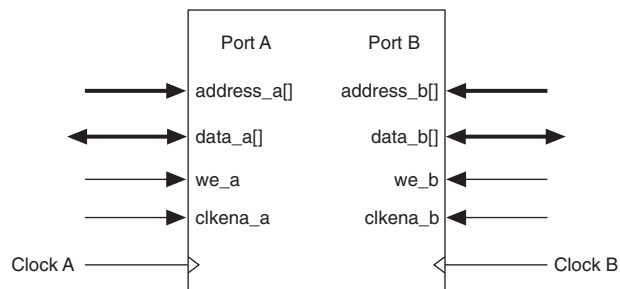 Port A Port B
address_a[] address_b[]
data_a[] data_b[]
we_a we_b
clkena_a clkena_b
Clock A Clock B